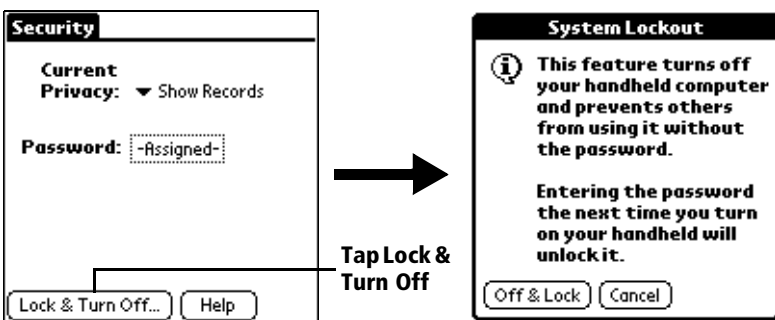 Security
Current
Privacy: Show Records
Password: -Assigned-
Lock & Turn Off... Help
Tap Lock &
Turn Off
System Lockout
This feature turns off
your handheld computer
and prevents others
from using it without
the password.
Entering the password
the next time you turn
on your handheld will
unlock it.
Off & Lock Cancel